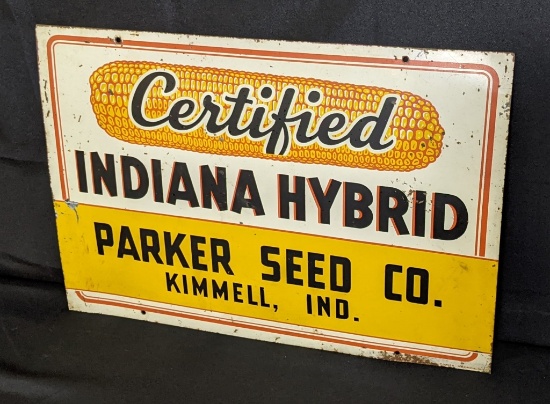 Certified
INDIANA HYBRID
PARKER SEED CO.
KIMMELL, IND.